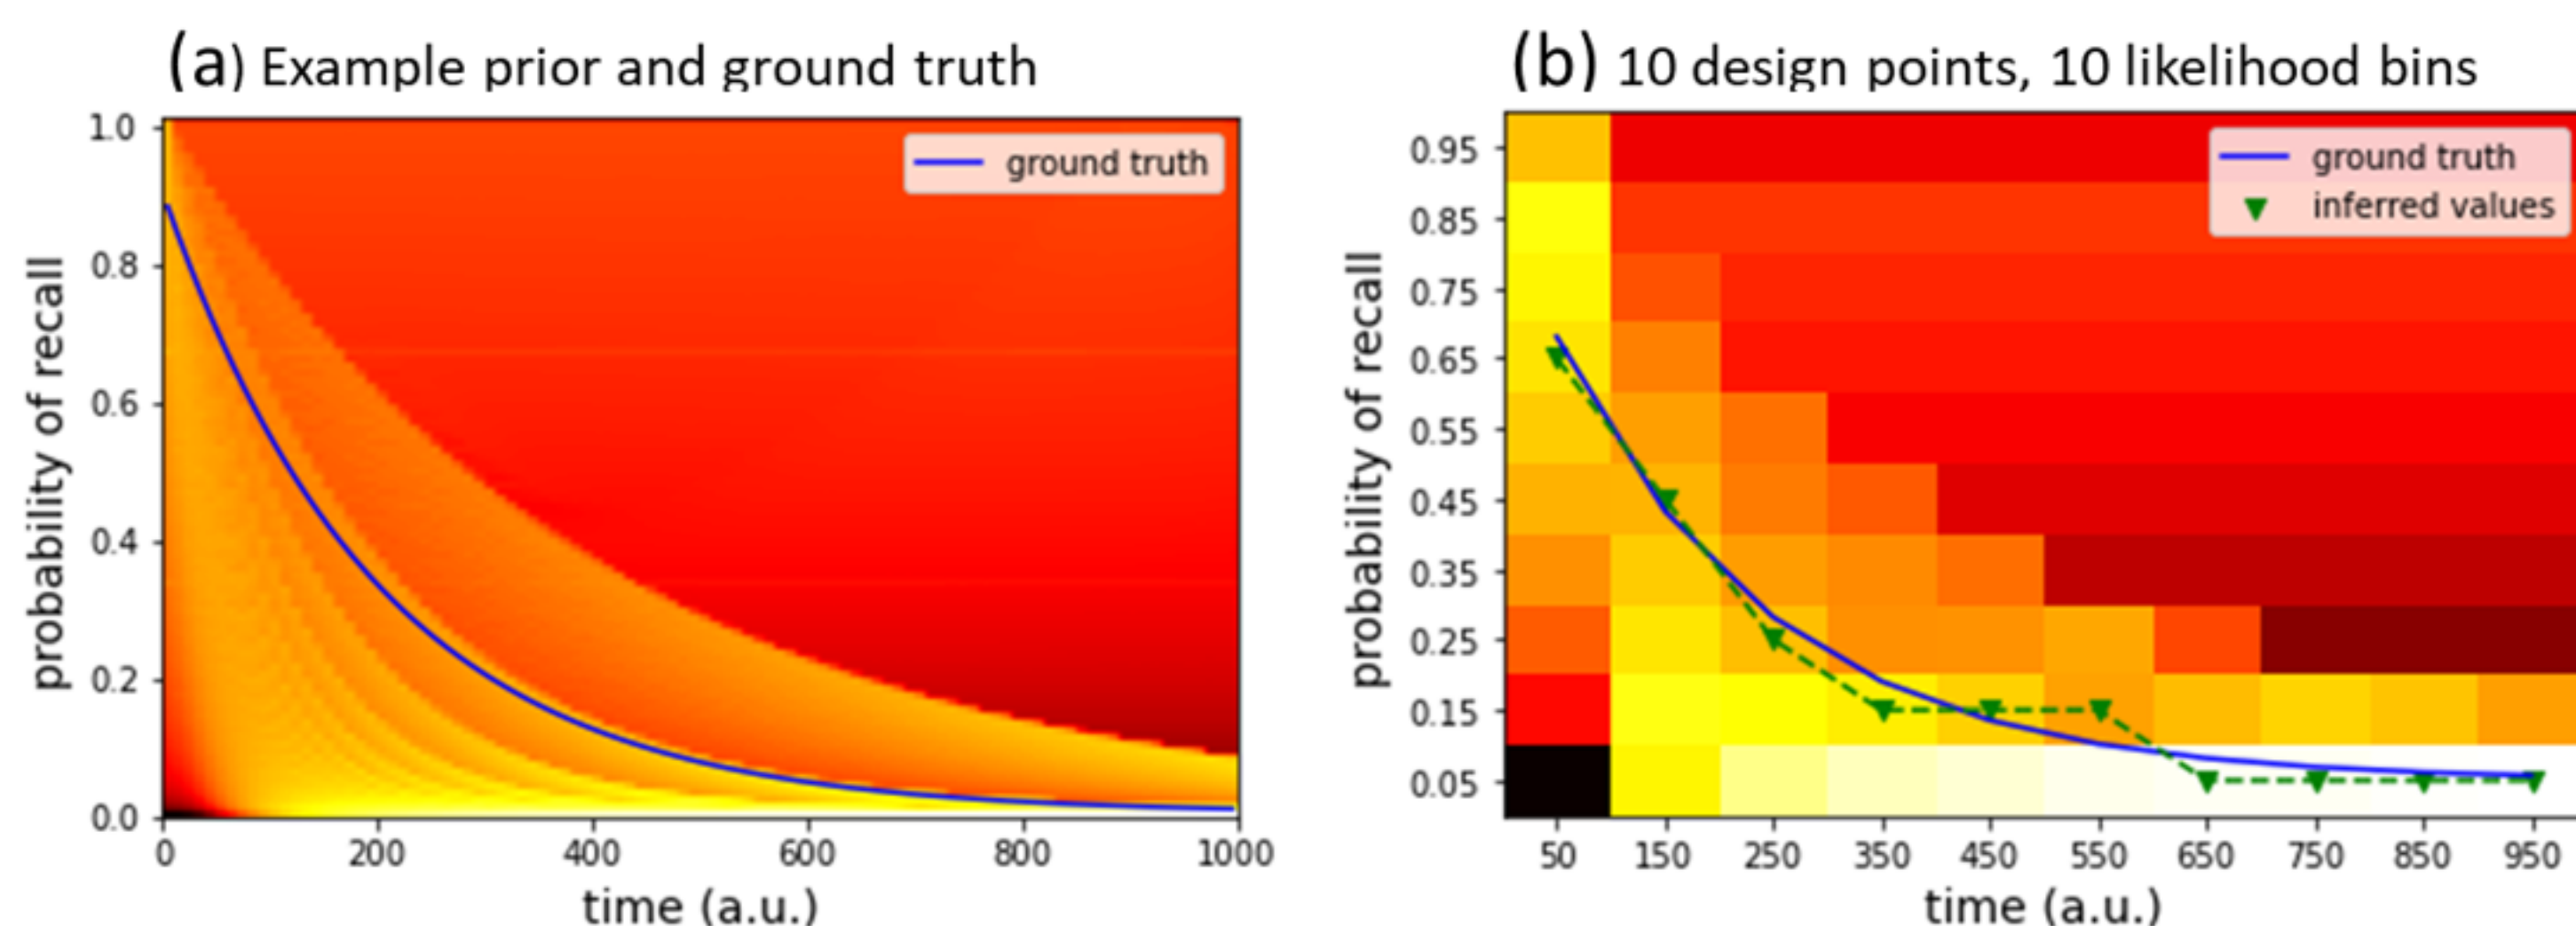 (a) Example prior and ground truth
probability of recall
1.0
0.8
0.6
0.4
0.2
0.0
ground truth
0 200 400 600 800 1000
time (a.u.)
(b) 10 design points, 10 likelihood bins
probability of recall
0.95
0.85
0.75
0.65
0.55
0.45
0.35
0.25
0.15
0.05
ground truth
inferred values
50 150 250 350 450 550 650 750 850 950
time (a.u.)